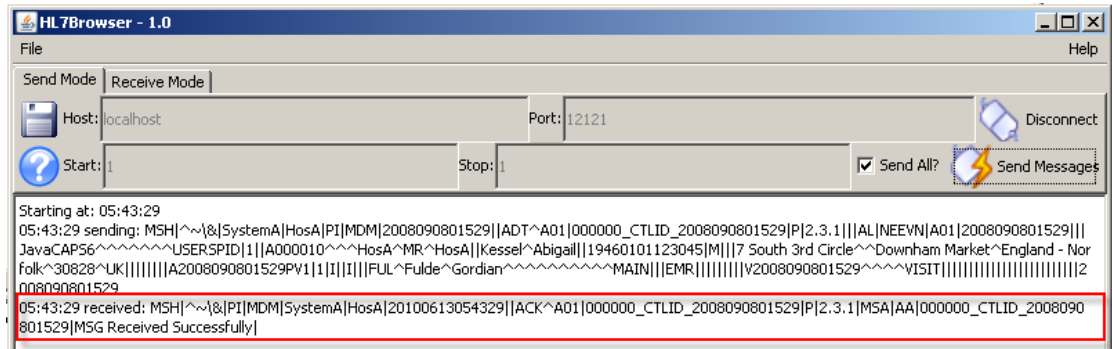 HL7Browser - 1.0
File
Help
Send Mode
Receive Mode
Host: localhost
Port: 12121
Disconnect
Start: 1
Stop: 1
Send All?
Send Messages
Starting at: 05:43:29
05:43:29 sending: MSH|^~\&|SystemA|HosA|PI|MDM|2008090801529||ADT^A01|000000_CTLID_2008090801529|P|2.3.1|||AL|NEEVN|A01|2008090801529|||
JavaCAPS6^^^^^^^USERSPID|1||A000010^^^HosA^MR^HosA||Kessel^Abigail||19460101123045|M|||7 South 3rd Circle^^Downham Market^England - Nor
folk^30828^UK||||||||A2008090801529PV1|1|I||I|||FUL^Fulde^Gordian^^^^^^^^^^MAIN|||EMR||||||||V2008090801529^^^^VISIT|||||||||||||||||||||||||2
008090801529
05:43:29 received: MSH|^~\&|PI|MDM|SystemA|HosA|20100613054329||ACK^A01|000000_CTLID_2008090801529|P|2.3.1|MSA|AA|000000_CTLID_2008090
801529|MSG Received Successfully|